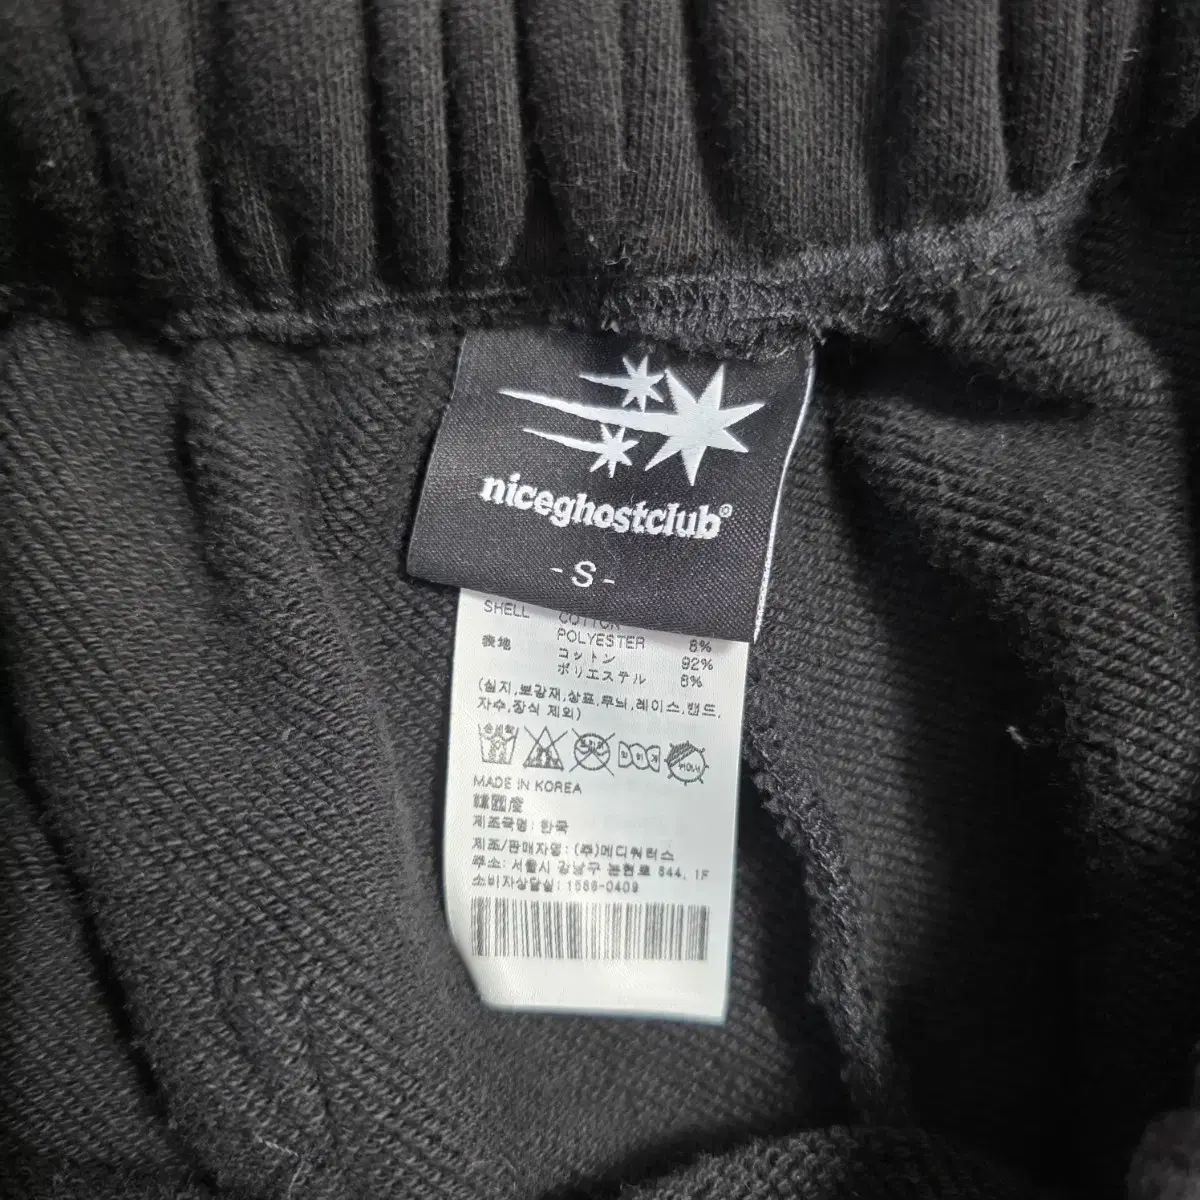 niceghostclub®
- S -
SHELL COTTON
POLYESTER 8%
表地 コットン 92%
ポリエステル 8%
(심지,보강재,상표,무늬,레이스,밴드,
자수,장식 제외)
MADE IN KOREA
韓國産
제조국명: 한국
제조/판매자명: (주)메디쿼터스
주소: 서울시 강남구 논현로 844, 1F
소비자상담실: 1566-0409